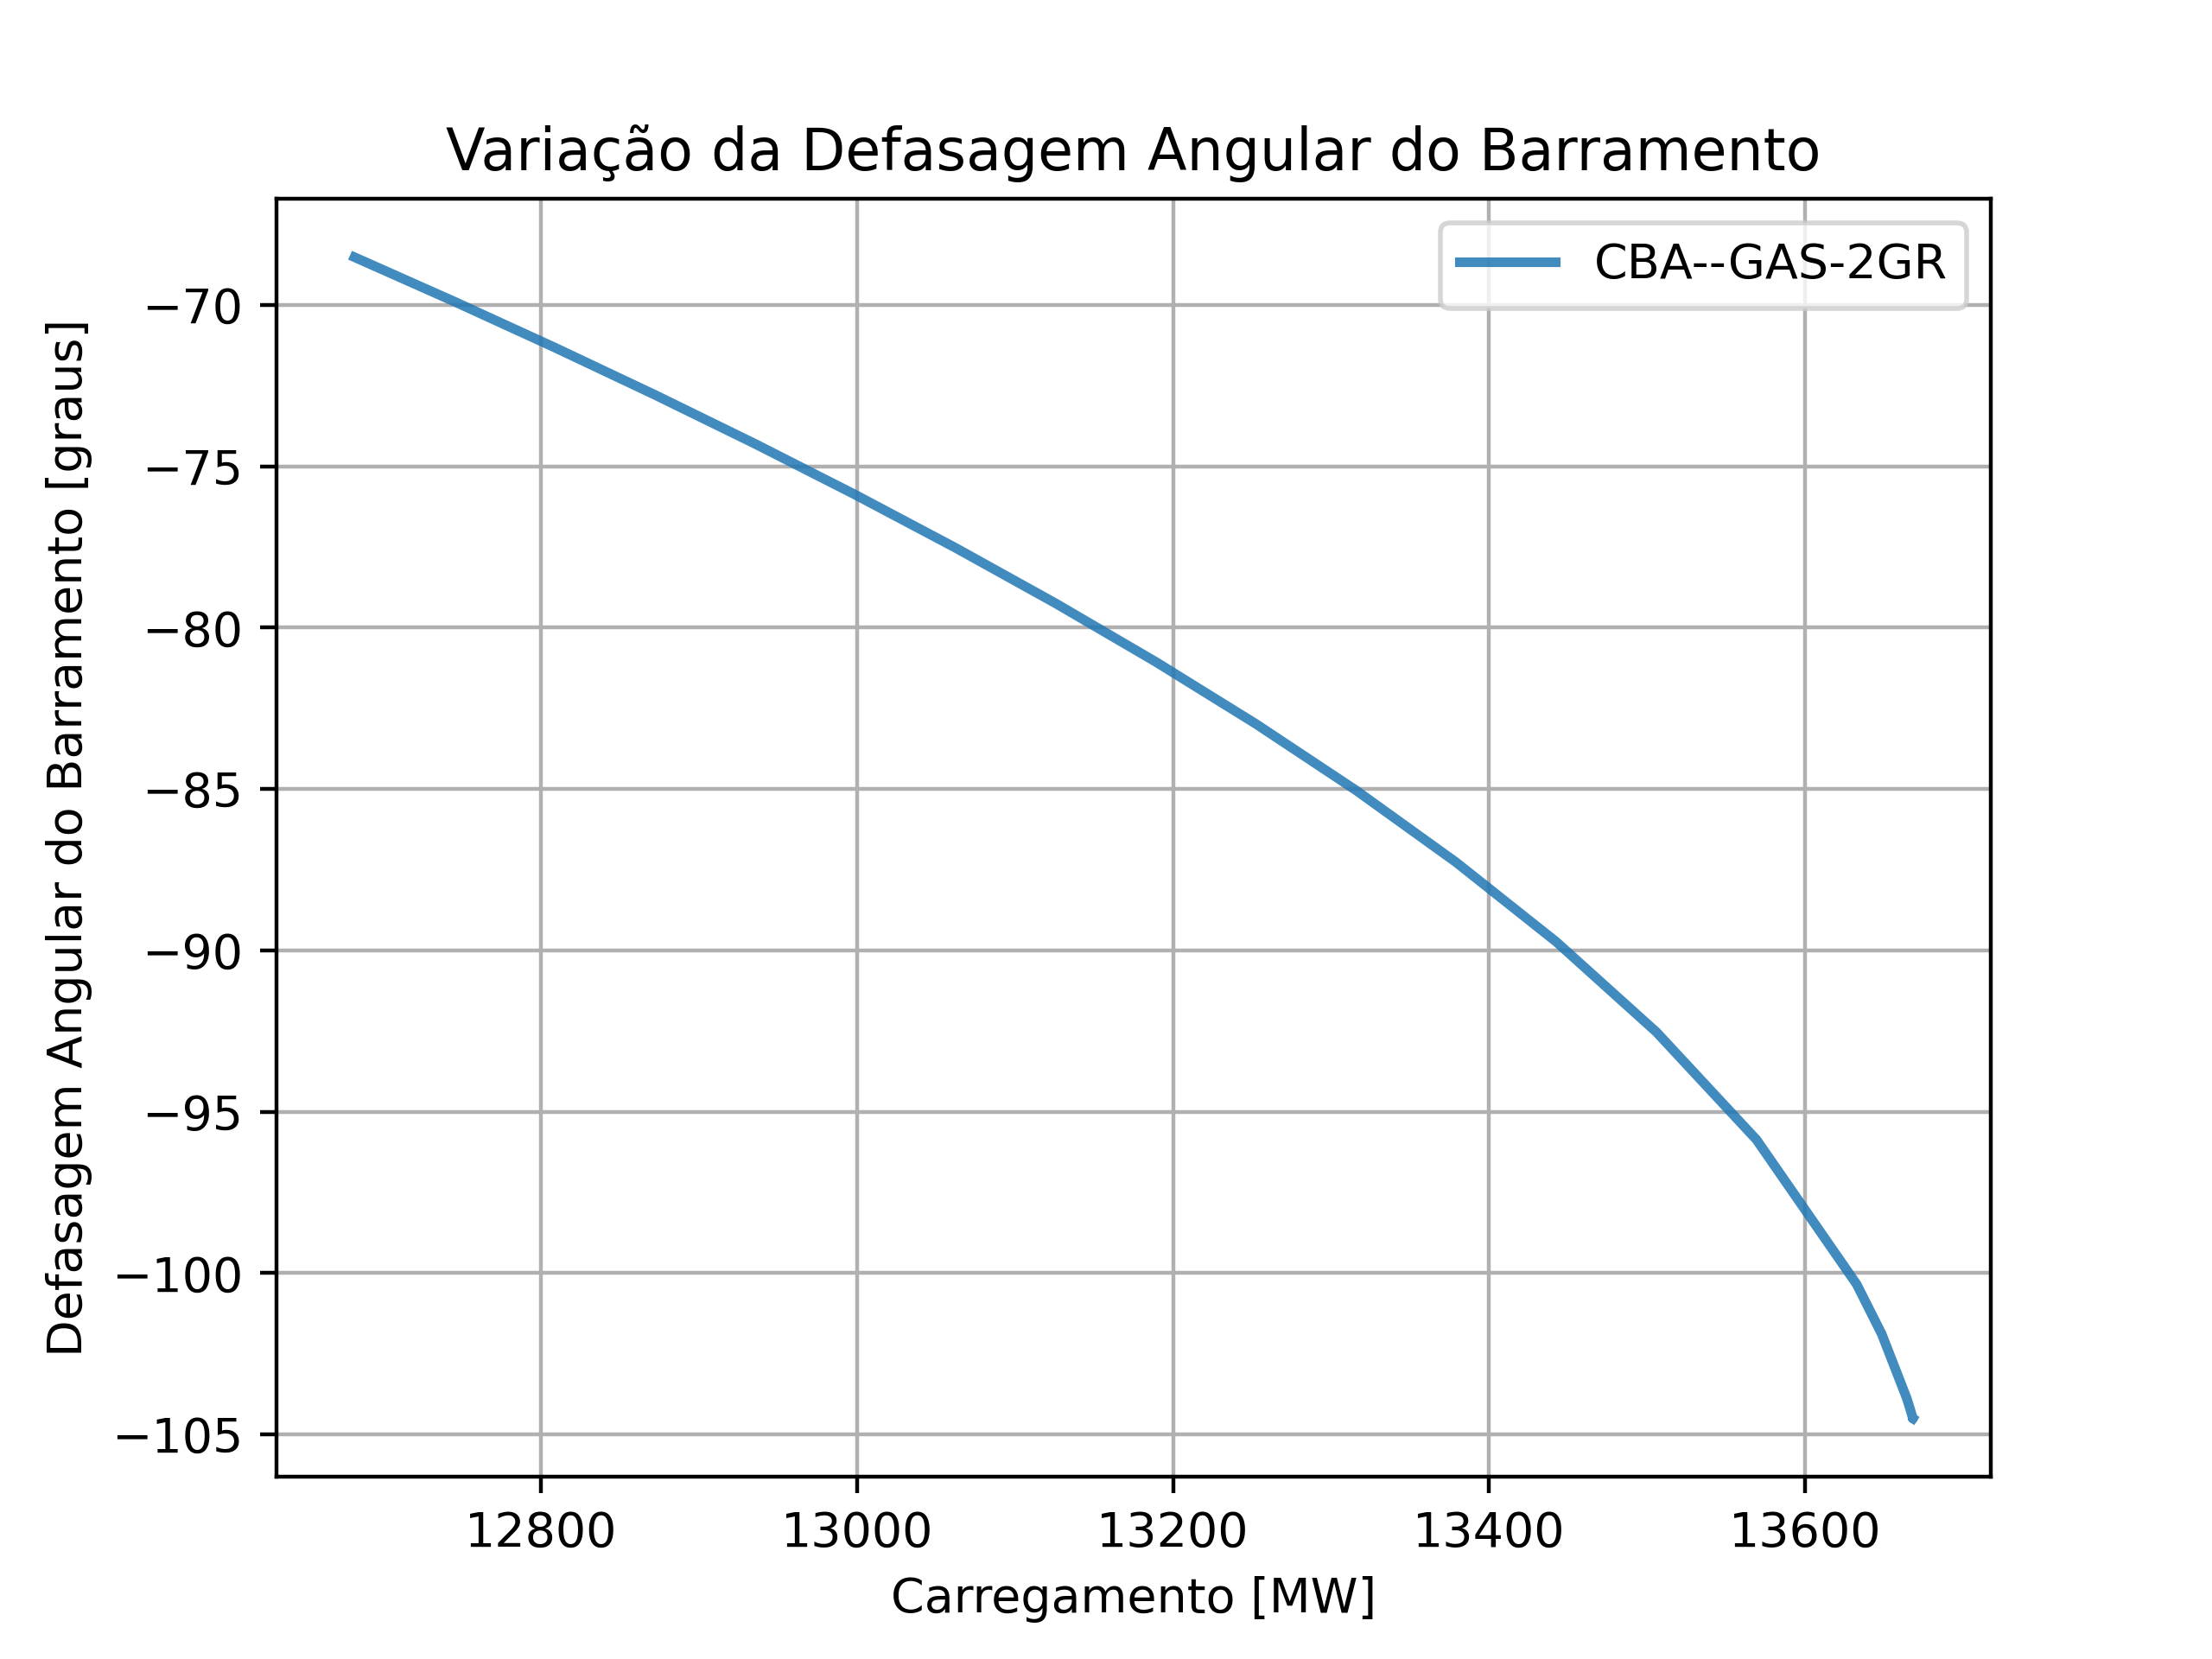 Variação da Defasagem Angular do Barramento
CBA--GAS-2GR
Defasagem Angular do Barramento [graus]
−70
−75
−80
−85
−90
−95
−100
−105
12800 13000 13200 13400 13600
Carregamento [MW]